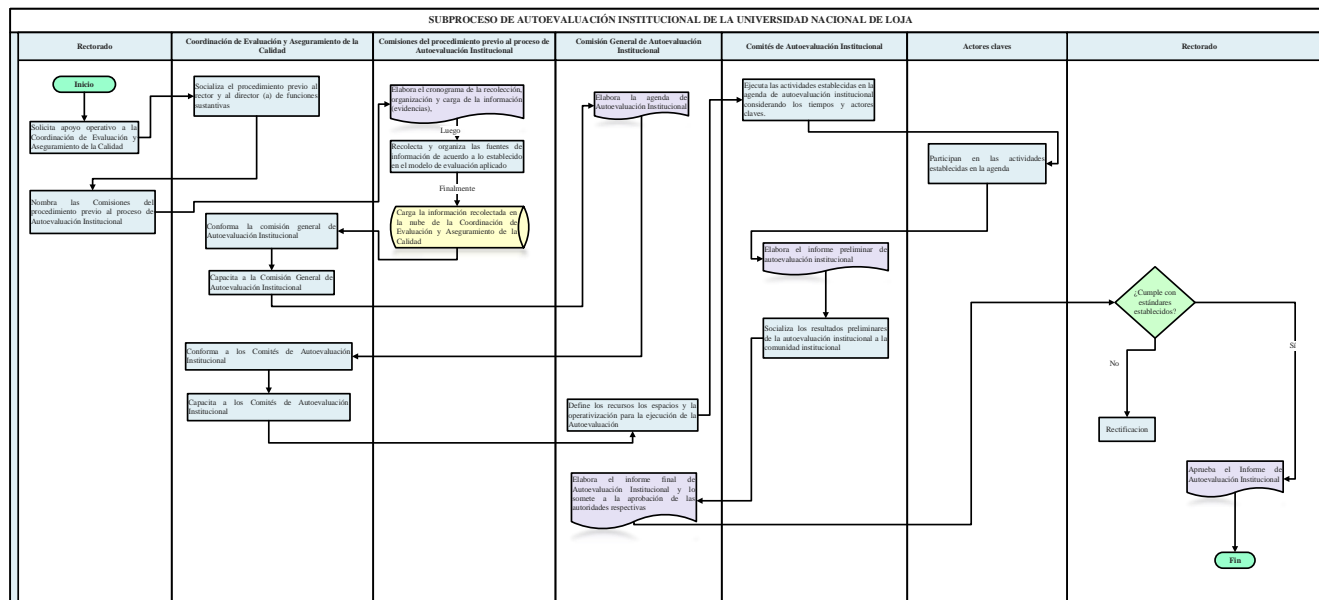 SUBPROCESO DE AUTOEVALUACIÓN INSTITUCIONAL DE LA UNIVERSIDAD NACIONAL DE LOJA
Rectorado
Coordinación de Evaluación y Aseguramiento de la
Calidad
Comisiones del procedimiento previo al proceso de
Autoevaluación Institucional
Comisión General de Autoevaluación
Institucional
Comités de Autoevaluación Institucional
Actores claves
Rectorado
Inicio
Solicita apoyo operativo a la
Coordinación de Evaluación y
Aseguramiento de la Calidad
Socializa el procedimiento previo al
rector y al director (a) de funciones
sustantivas
Nombra las Comisiones del
procedimiento previo al proceso de
Autoevaluación Institucional
Elabora el cronograma de la recolección,
organización y carga de la información
(evidencias),
Luego
Recolecta y organiza las fuentes de
información de acuerdo a lo establecido
en el modelo de evaluación aplicado
Finalmente
Carga la información recolectada en
la nube de la Coordinación de
Evaluación y Aseguramiento de la
Calidad
Conforma la comisión general de
Autoevaluación Institucional
Capacita a la Comisión General de
Autoevaluación Institucional
Elabora la agenda de
Autoevaluación Institucional
Conforma a los Comités de Autoevaluación
Institucional
Capacita a los Comités de Autoevaluación
Institucional
Define los recursos los espacios y la
operativización para la ejecución de la
Autoevaluación
Ejecuta las actividades establecidas en la
agenda de autoevaluación institucional
considerando los tiempos y actores
claves.
Participan en las actividades
establecidas en la agenda
Elabora el informe preliminar de
autoevaluación institucional
Socializa los resultados preliminares
de la autoevaluación institucional a la
comunidad institucional
Elabora el informe final de
Autoevaluación Institucional y lo
somete a la aprobación de las
autoridades respectivas
¿Cumple con
estándares
establecidos?
No
Sí
Rectificacion
Aprueba el Informe de
Autoevaluación Institucional
Fin